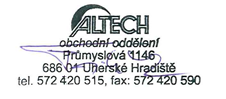 ALTECH
obchodní oddělení
Průmyslová 1146
686 01 Uherské Hradiště
tel. 572 420 515, fax: 572 420 590